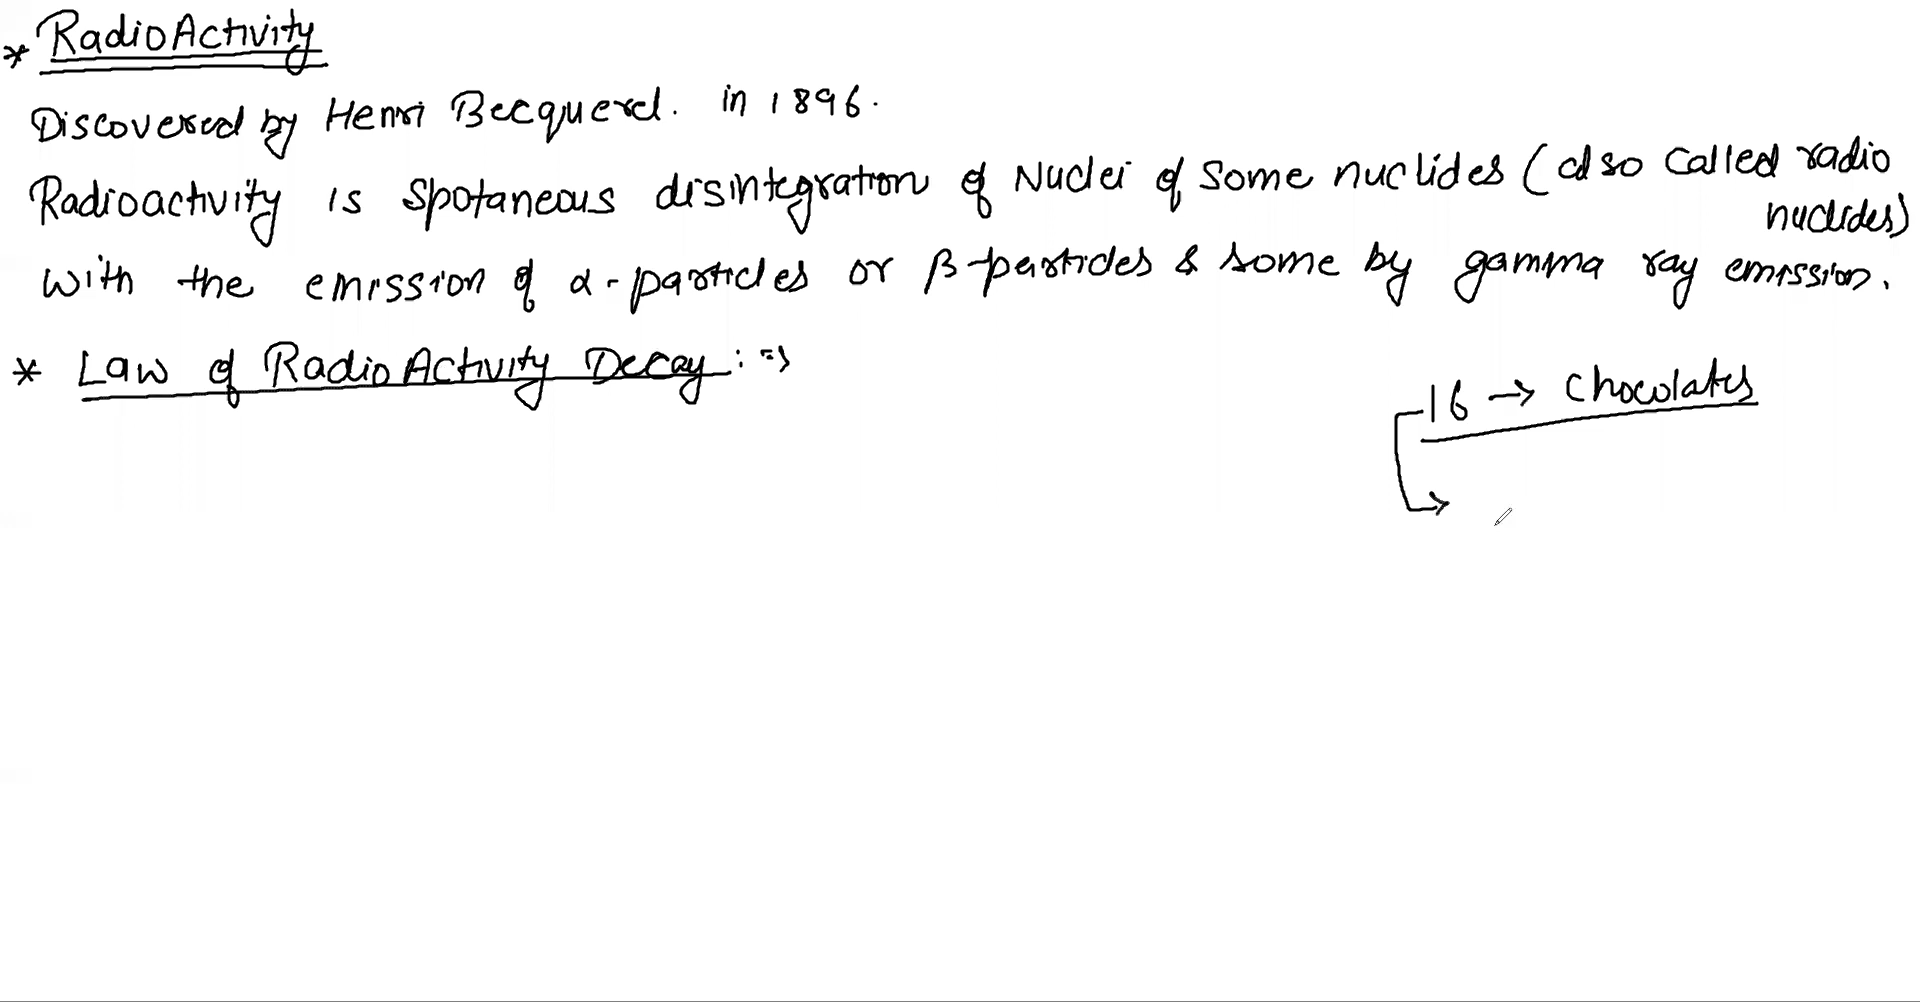 * RadioActivity
Discovered by Henri Becquerel. in 1896.
Radioactivity is Spotaneous disintegration of Nuclei of Some nuclides (also called radio
nuclides)
with the emission of α-particles or β-particles & some by gamma ray emission.
* Law of RadioActivity Decay :⇒
16 → Chocolates